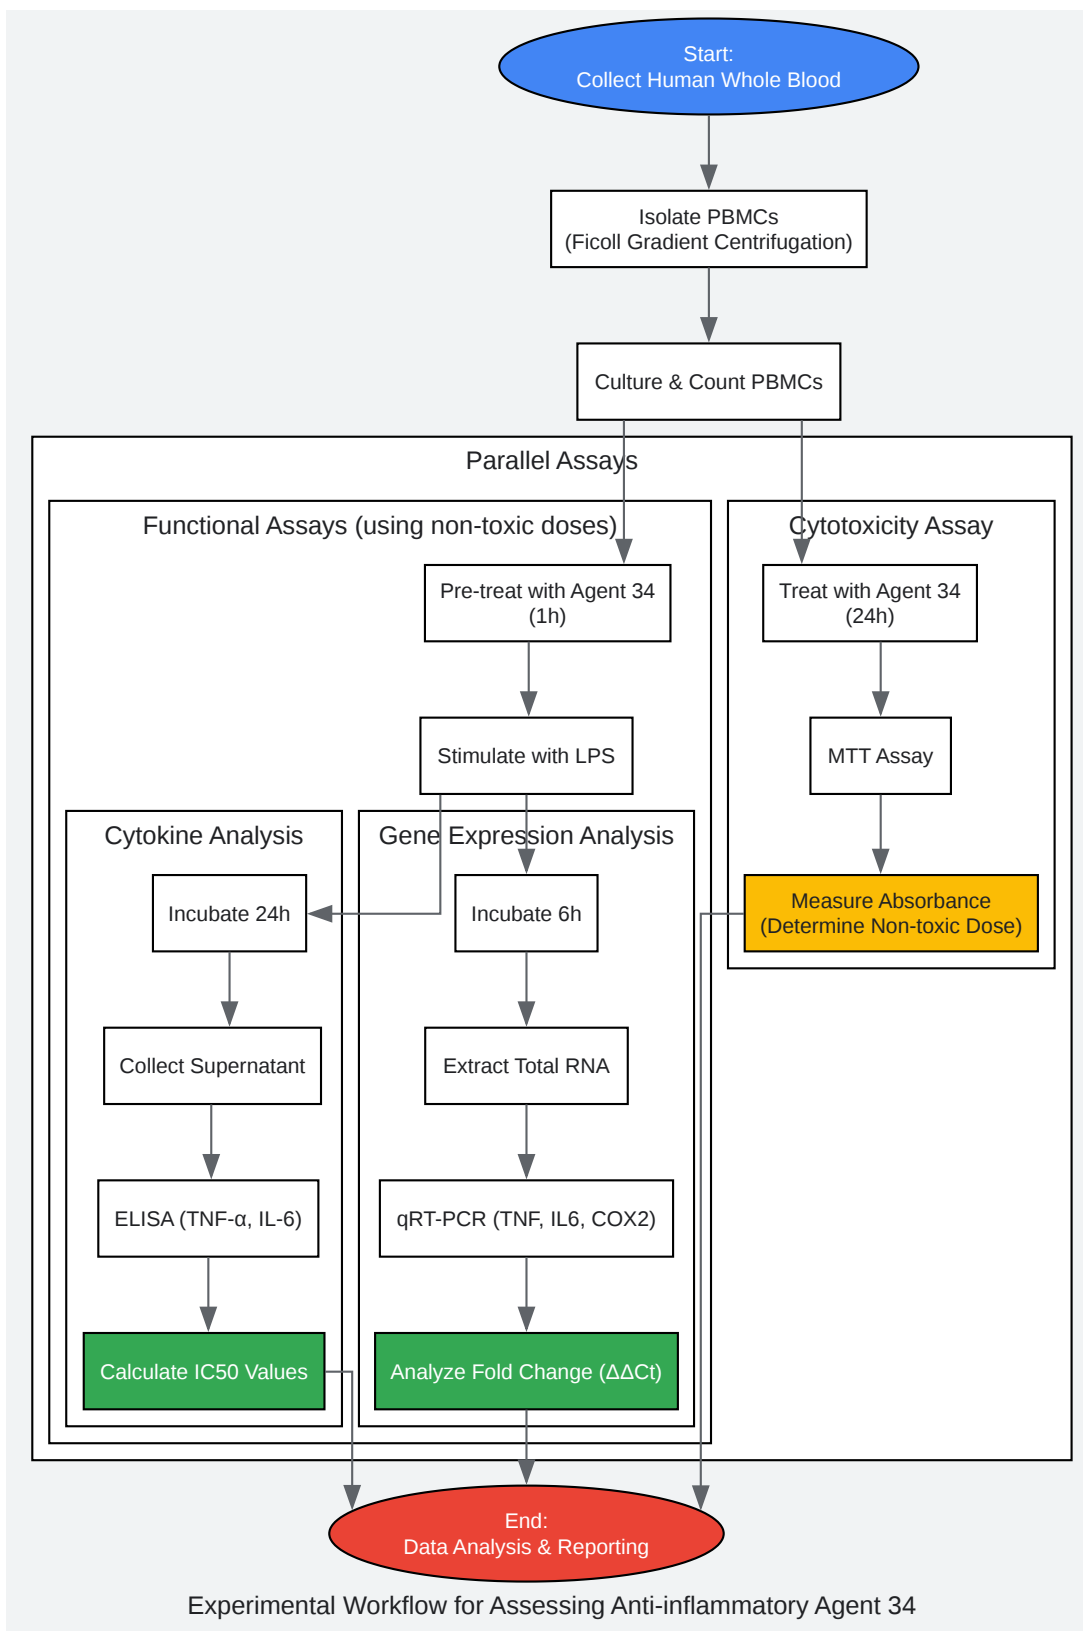 Start:
Collect Human Whole Blood
Isolate PBMCs
(Ficoll Gradient Centrifugation)
Culture & Count PBMCs
Parallel Assays
Functional Assays (using non-toxic doses)
Cytotoxicity Assay
Pre-treat with Agent 34
(1h)
Treat with Agent 34
(24h)
Stimulate with LPS
MTT Assay
Cytokine Analysis
Gene Expression Analysis
Incubate 24h
Incubate 6h
Measure Absorbance
(Determine Non-toxic Dose)
Collect Supernatant
Extract Total RNA
ELISA (TNF-α, IL-6)
qRT-PCR (TNF, IL6, COX2)
Calculate IC50 Values
Analyze Fold Change (ΔΔCt)
End:
Data Analysis & Reporting
Experimental Workflow for Assessing Anti-inflammatory Agent 34